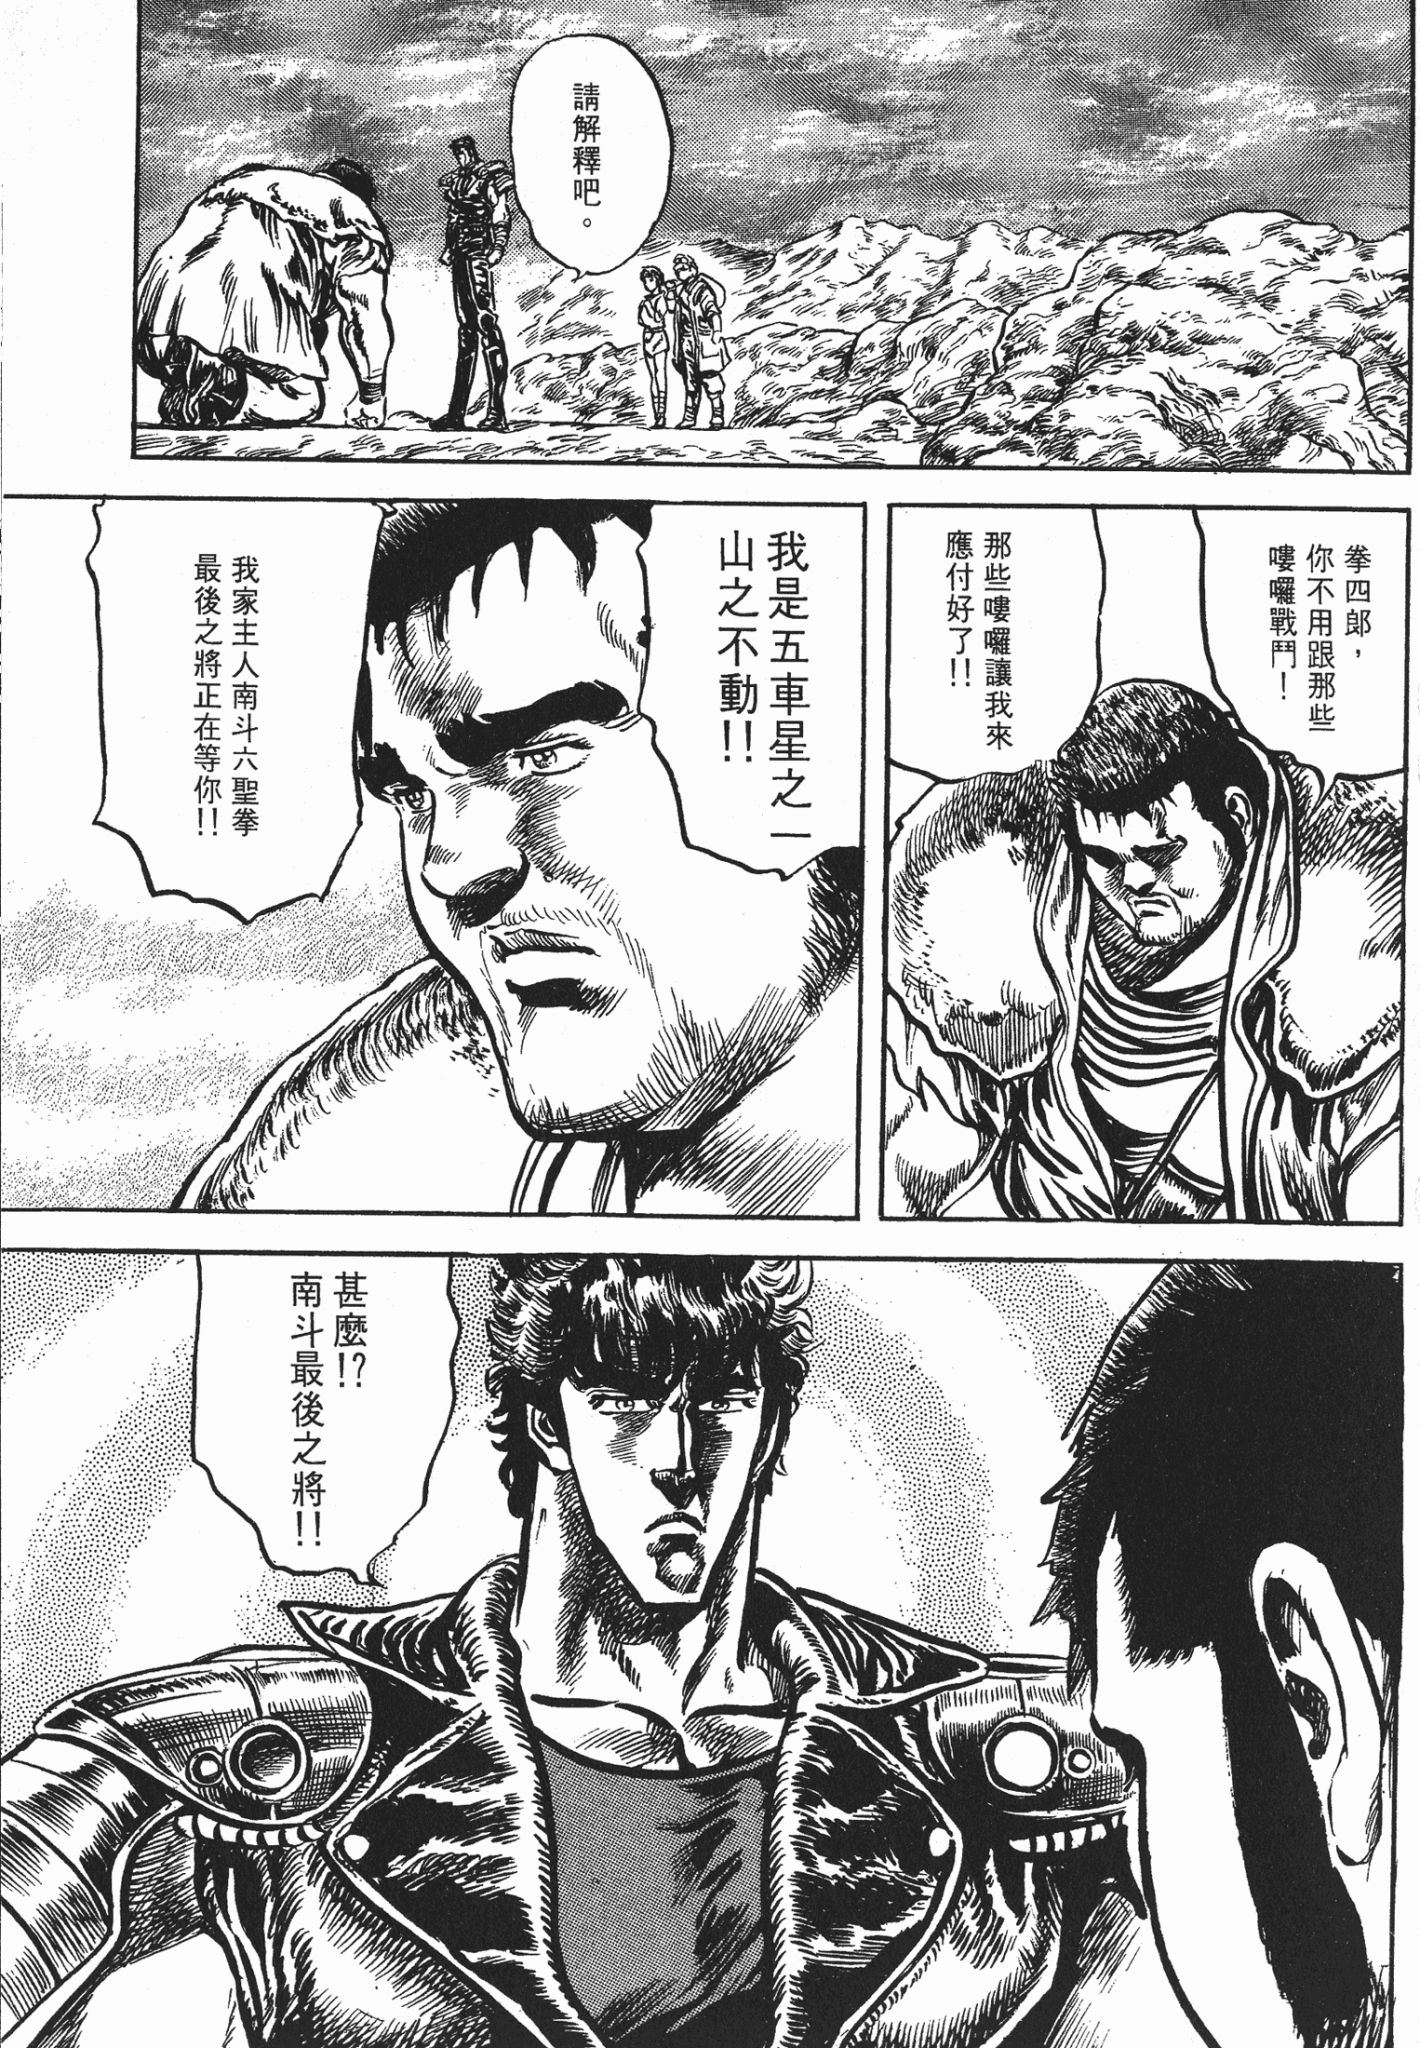 請解釋吧。
拳四郎，
你不用跟那些
嘍囉戰鬥！
那些嘍囉讓我來
應付好了!!
我是五車星之一
山之不動!!
我家主人南斗六聖拳
最後之將正在等你!!
甚麼!?
南斗最後之將!!